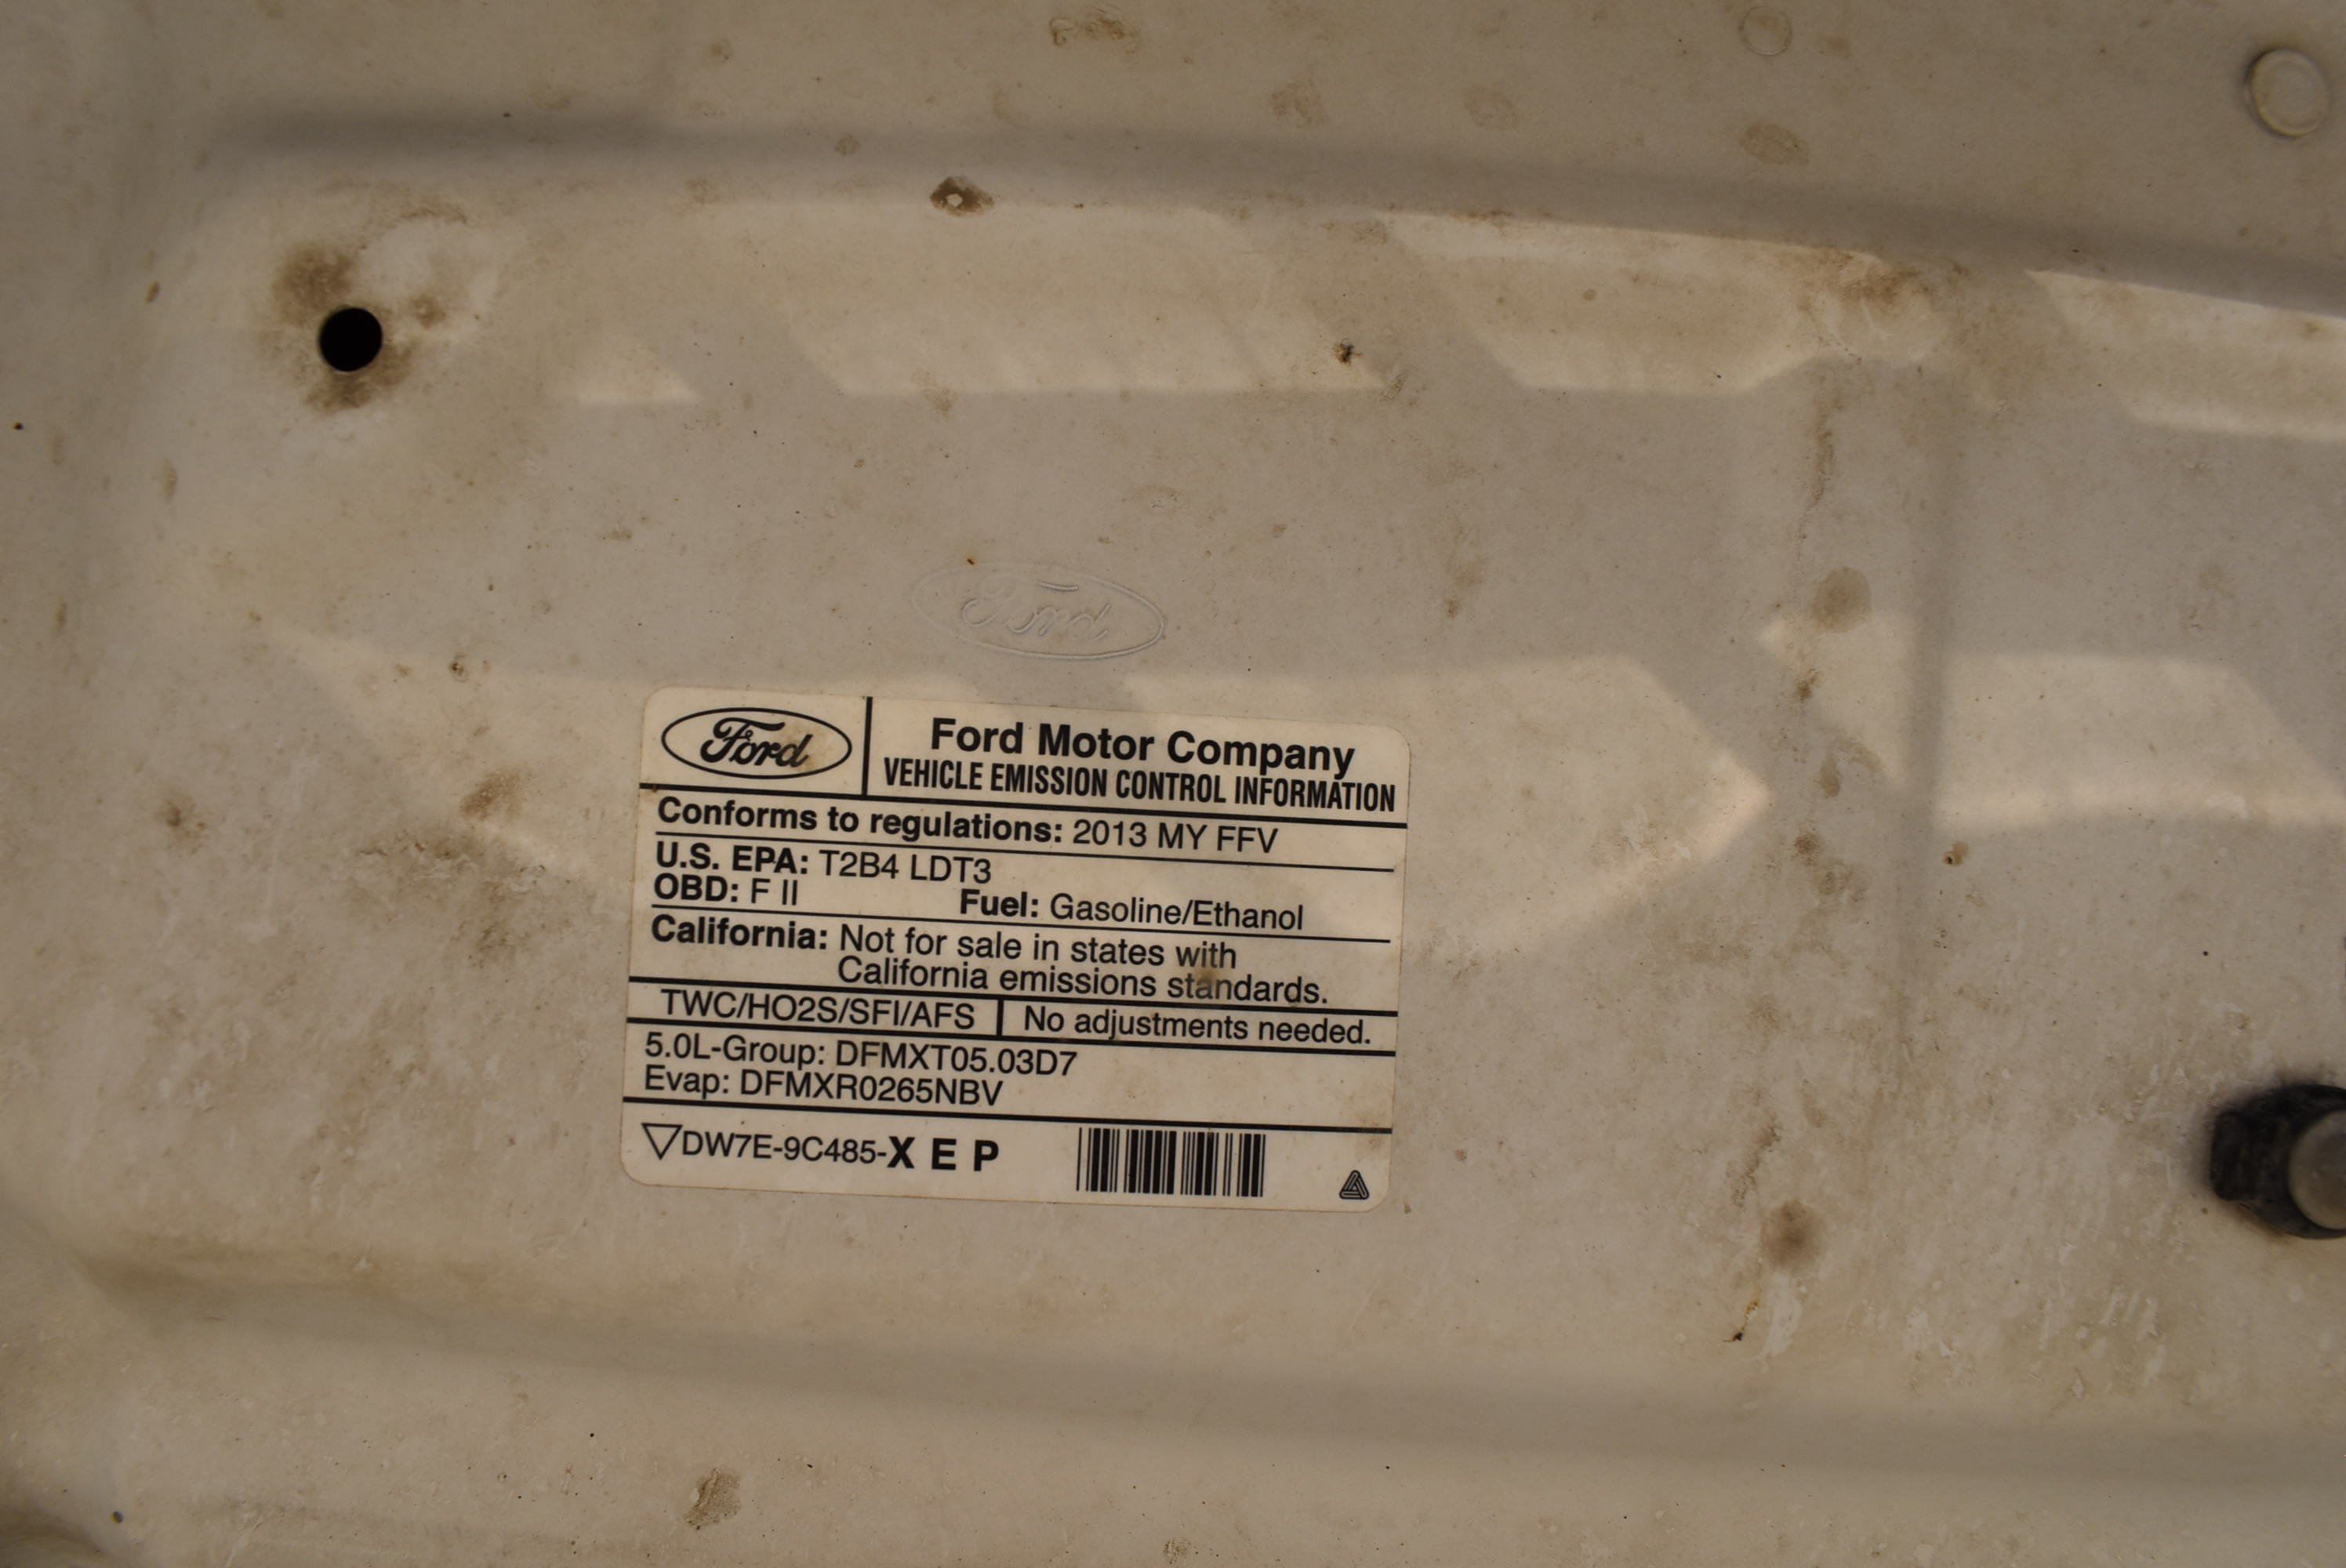 Ford
Ford
Ford Motor Company
VEHICLE EMISSION CONTROL INFORMATION
Conforms to regulations: 2013 MY FFV
U.S. EPA: T2B4 LDT3
OBD: F II Fuel: Gasoline/Ethanol
California: Not for sale in states with
California emissions standards.
TWC/HO2S/SFI/AFS No adjustments needed.
5.0L-Group: DFMXT05.03D7
Evap: DFMXR0265NBV
DW7E-9C485-X E P